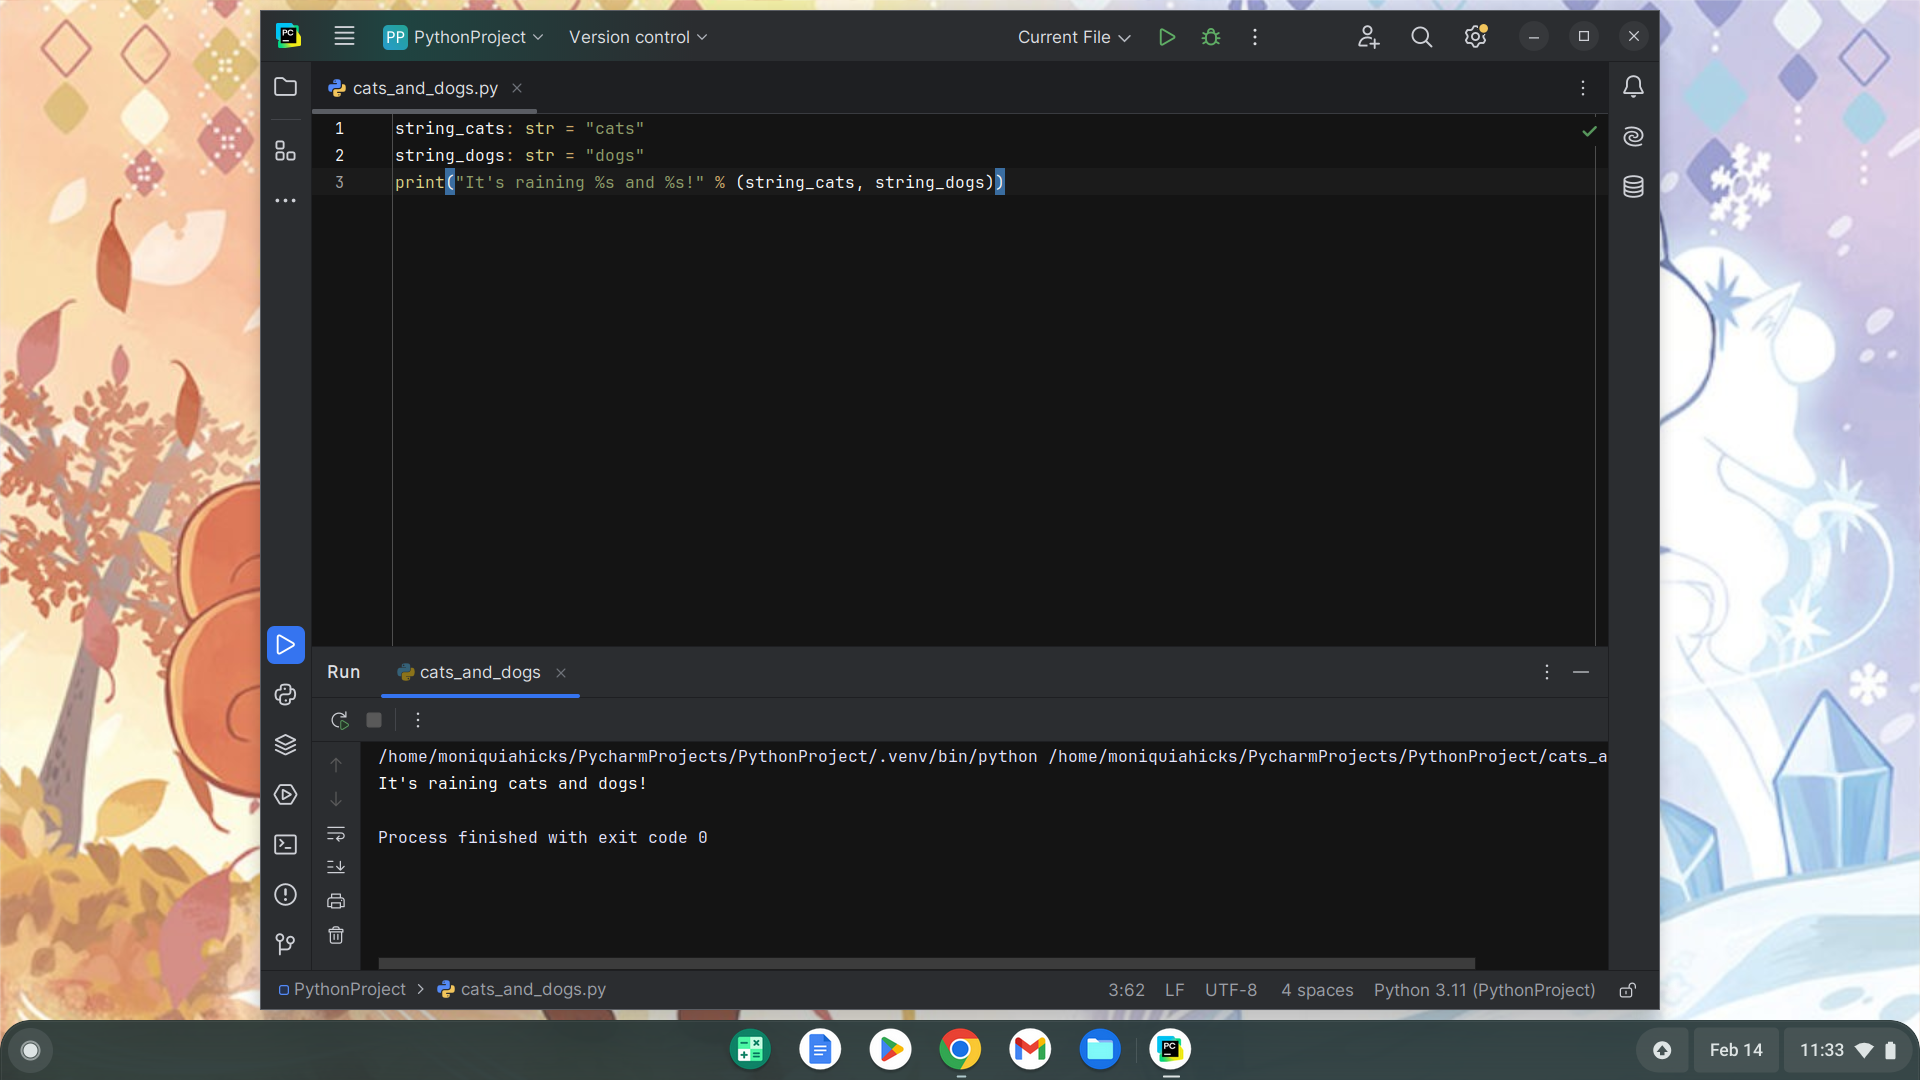 PC
PP PythonProject Version control
Current File
cats_and_dogs.py
1 string_cats: str = "cats"
2 string_dogs: str = "dogs"
3 print("It's raining %s and %s!" % (string_cats, string_dogs))
Run cats_and_dogs
/home/moniquiahicks/PycharmProjects/PythonProject/.venv/bin/python /home/moniquiahicks/PycharmProjects/PythonProject/cats_a
It's raining cats and dogs!
Process finished with exit code 0
PythonProject > cats_and_dogs.py
3:62 LF UTF-8 4 spaces Python 3.11 (PythonProject)
PC
Feb 14
11:33